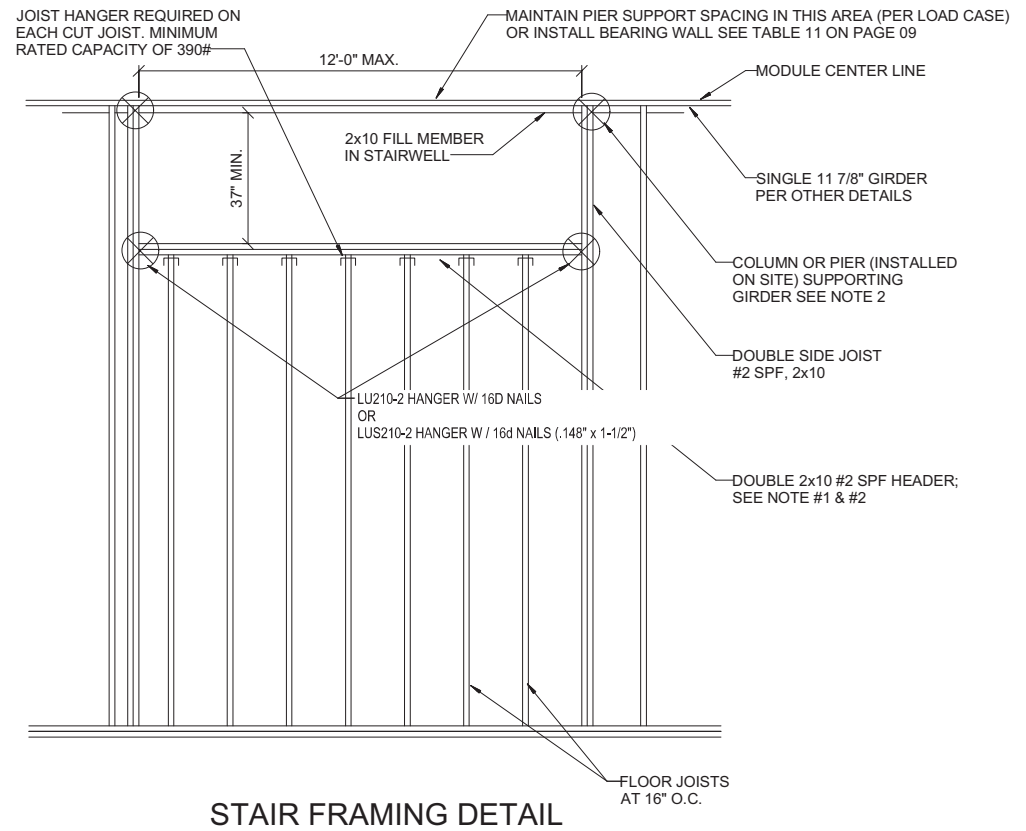 JOIST HANGER REQUIRED ON
EACH CUT JOIST. MINIMUM
RATED CAPACITY OF 390#
MAINTAIN PIER SUPPORT SPACING IN THIS AREA (PER LOAD CASE)
OR INSTALL BEARING WALL SEE TABLE 11 ON PAGE 09
12'-0" MAX.
MODULE CENTER LINE
2x10 FILL MEMBER
IN STAIRWELL
37" MIN.
SINGLE 11 7/8" GIRDER
PER OTHER DETAILS
COLUMN OR PIER (INSTALLED
ON SITE) SUPPORTING
GIRDER SEE NOTE 2
DOUBLE SIDE JOIST
#2 SPF, 2x10
LU210-2 HANGER W/ 16D NAILS
OR
LUS210-2 HANGER W / 16d NAILS (.148" x 1-1/2")
DOUBLE 2x10 #2 SPF HEADER;
SEE NOTE #1 & #2
FLOOR JOISTS
AT 16" O.C.
STAIR FRAMING DETAIL